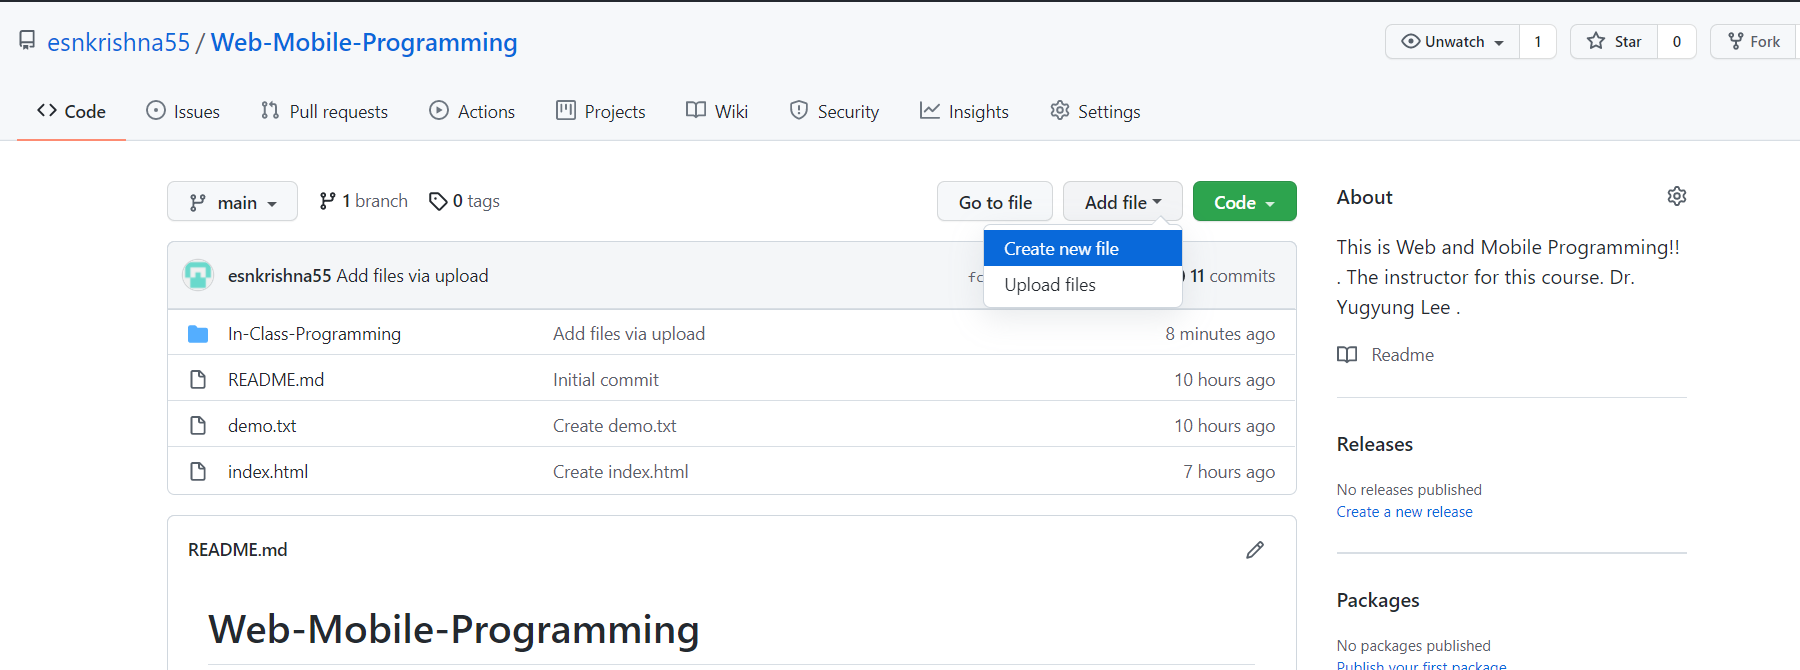 esnkrishna55 / Web-Mobile-Programming
Unwatch 1 Star 0 Fork
Code Issues Pull requests Actions Projects Wiki Security Insights Settings
main 1 branch 0 tags Go to file Add file Code
Create new file
Upload files
esnkrishna55 Add files via upload 11 commits
In-Class-Programming Add files via upload 8 minutes ago
README.md Initial commit 10 hours ago
demo.txt Create demo.txt 10 hours ago
index.html Create index.html 7 hours ago
README.md
Web-Mobile-Programming
About
This is Web and Mobile Programming!!
. The instructor for this course. Dr.
Yugyung Lee .
Readme
Releases
No releases published
Create a new release
Packages
No packages published
Publish your first package